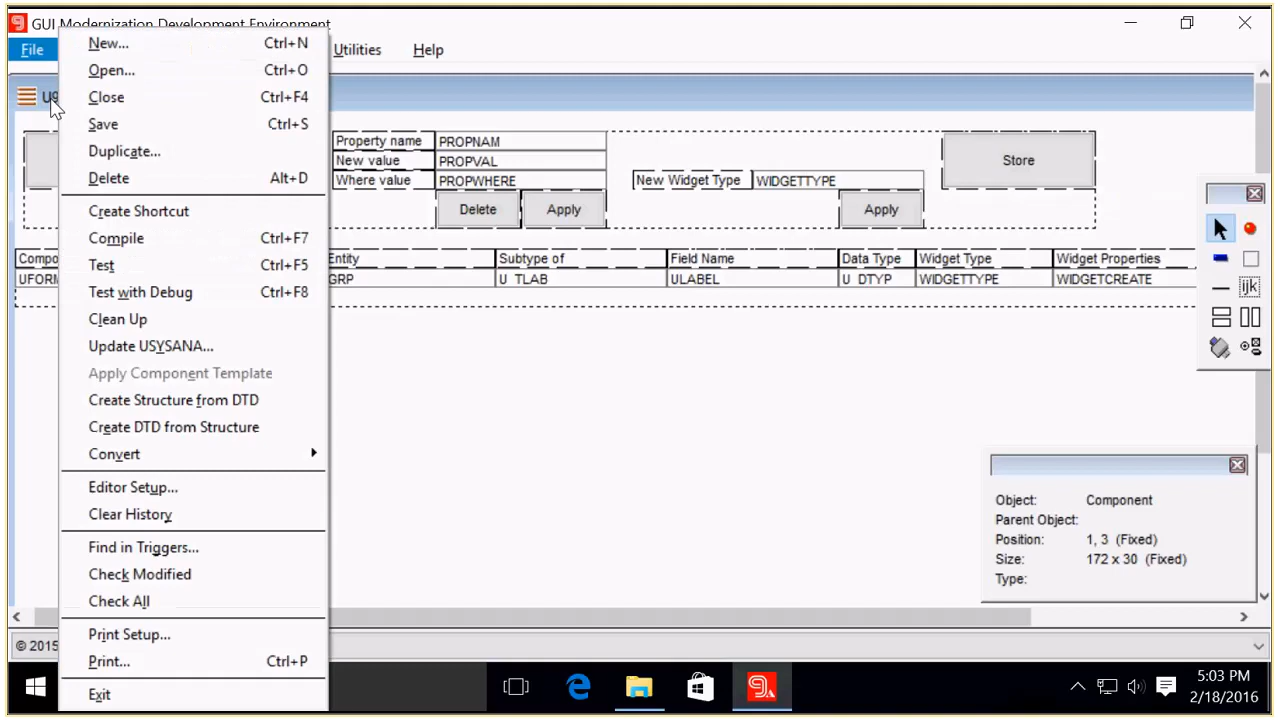 GUI Modernization Development Environment
File
Utilities
Help
New... Ctrl+N
Open... Ctrl+O
Close Ctrl+F4
Save Ctrl+S
Duplicate...
Delete Alt+D
Create Shortcut
Compile Ctrl+F7
Test Ctrl+F5
Test with Debug Ctrl+F8
Clean Up
Update USYSANA...
Apply Component Template
Create Structure from DTD
Create DTD from Structure
Convert
Editor Setup...
Clear History
Find in Triggers...
Check Modified
Check All
Print Setup...
Print... Ctrl+P
Exit
Property name PROPNAM
New value PROPVAL
Where value PROPWHERE
New Widget Type WIDGETTYPE
Store
Delete Apply Apply
Entity Subtype of Field Name Data Type Widget Type Widget Properties
GRP U_TLAB ULABEL U_DTYP WIDGETTYPE WIDGETCREATE
ijk
Object: Component
Parent Object:
Position: 1, 3 (Fixed)
Size: 172 x 30 (Fixed)
Type:
© 2015
5:03 PM
2/18/2016